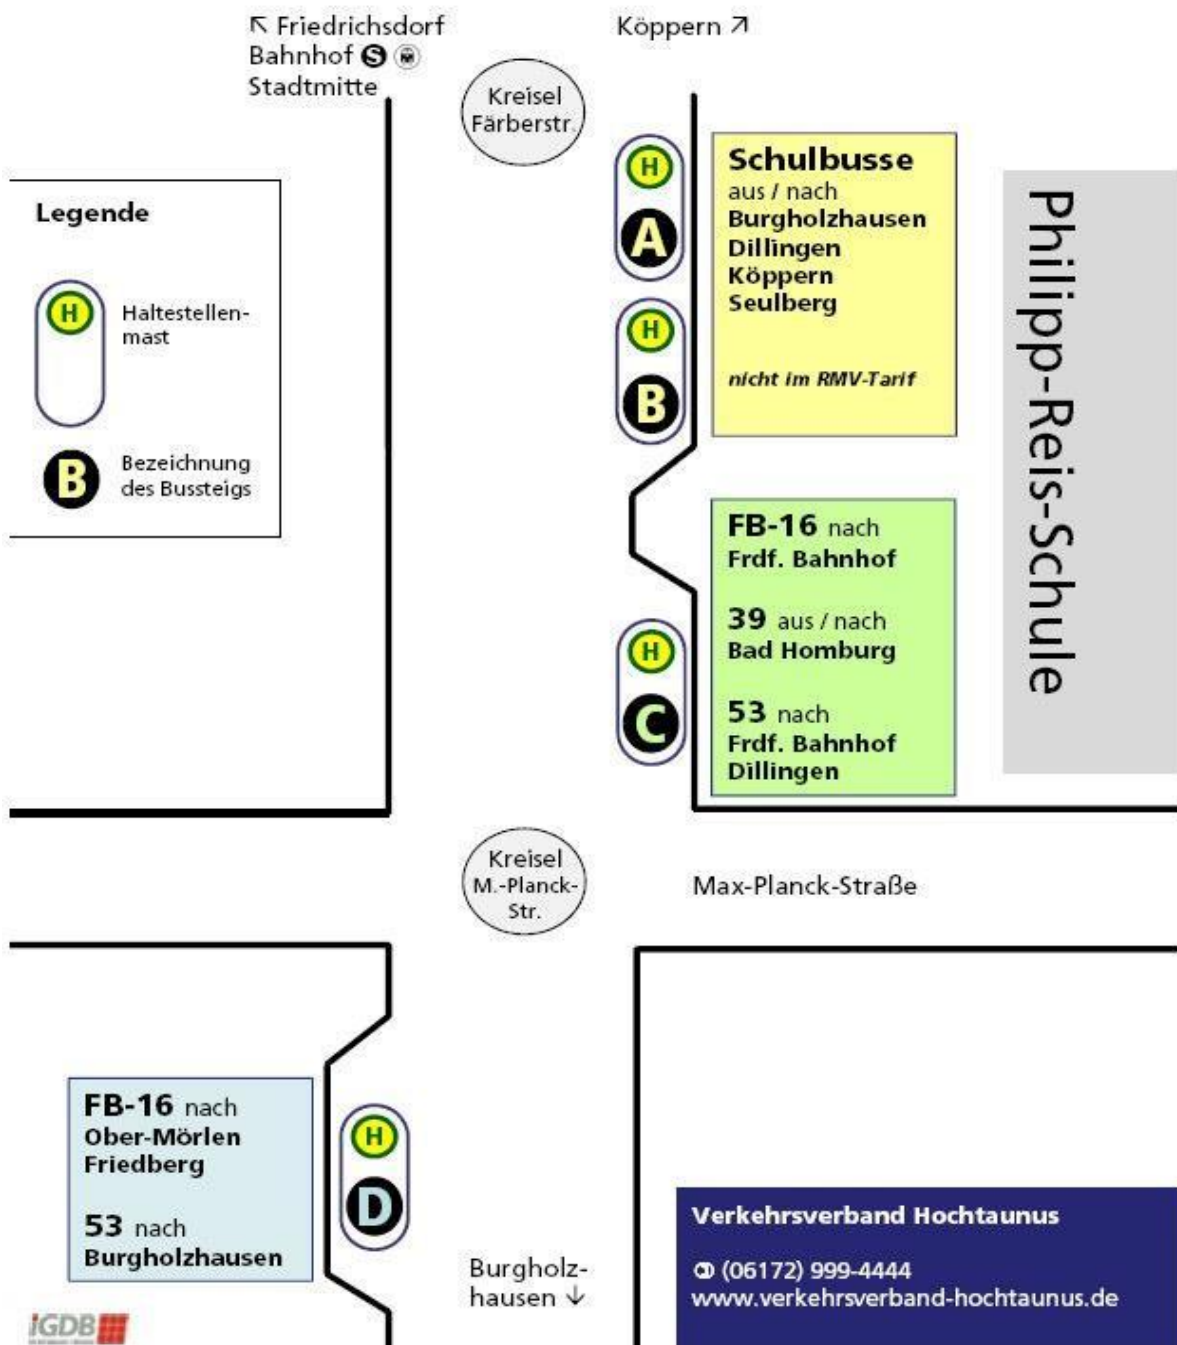 ↖ Friedrichsdorf
Bahnhof S
Stadtmitte
Köppern ↗
Kreisel
Färberstr.
Legende
H
Haltestellen-
mast
B
Bezeichnung
des Bussteigs
H
A
H
B
Schulbusse
aus / nach
Burgholzhausen
Dillingen
Köppern
Seulberg
nicht im RMV-Tarif
Philipp-Reis-Schule
H
C
FB-16 nach
Frdf. Bahnhof
39 aus / nach
Bad Homburg
53 nach
Frdf. Bahnhof
Dillingen
Kreisel
M.-Planck-
Str.
Max-Planck-Straße
FB-16 nach
Ober-Mörlen
Friedberg
53 nach
Burgholzhausen
H
D
Burgholz-
hausen ↓
Verkehrsverband Hochtaunus
(06172) 999-4444
www.verkehrsverband-hochtaunus.de
iGDB